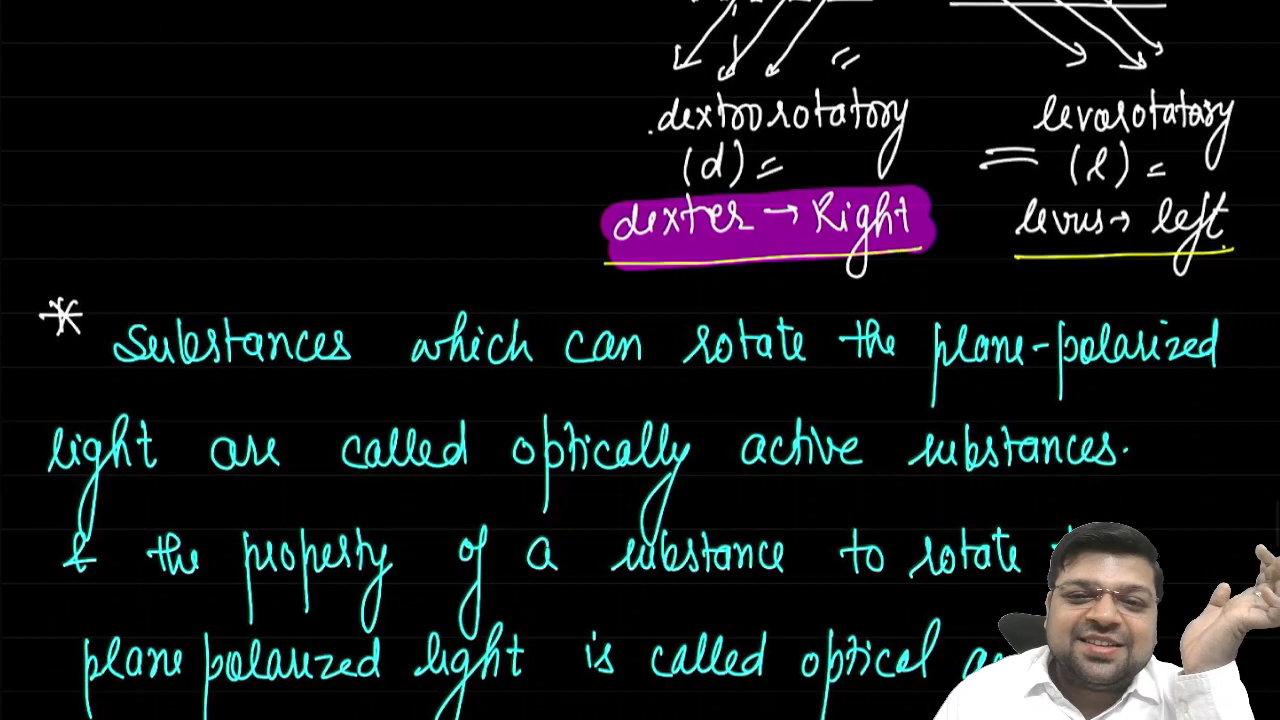 dextrorotatory levorotatory
(d) = = (l) =
dexter → Right levus → left
* Substances which can rotate the plane-polarized
light are called optically active substances.
& the property of a substance to rotate
plane polarized light is called optical